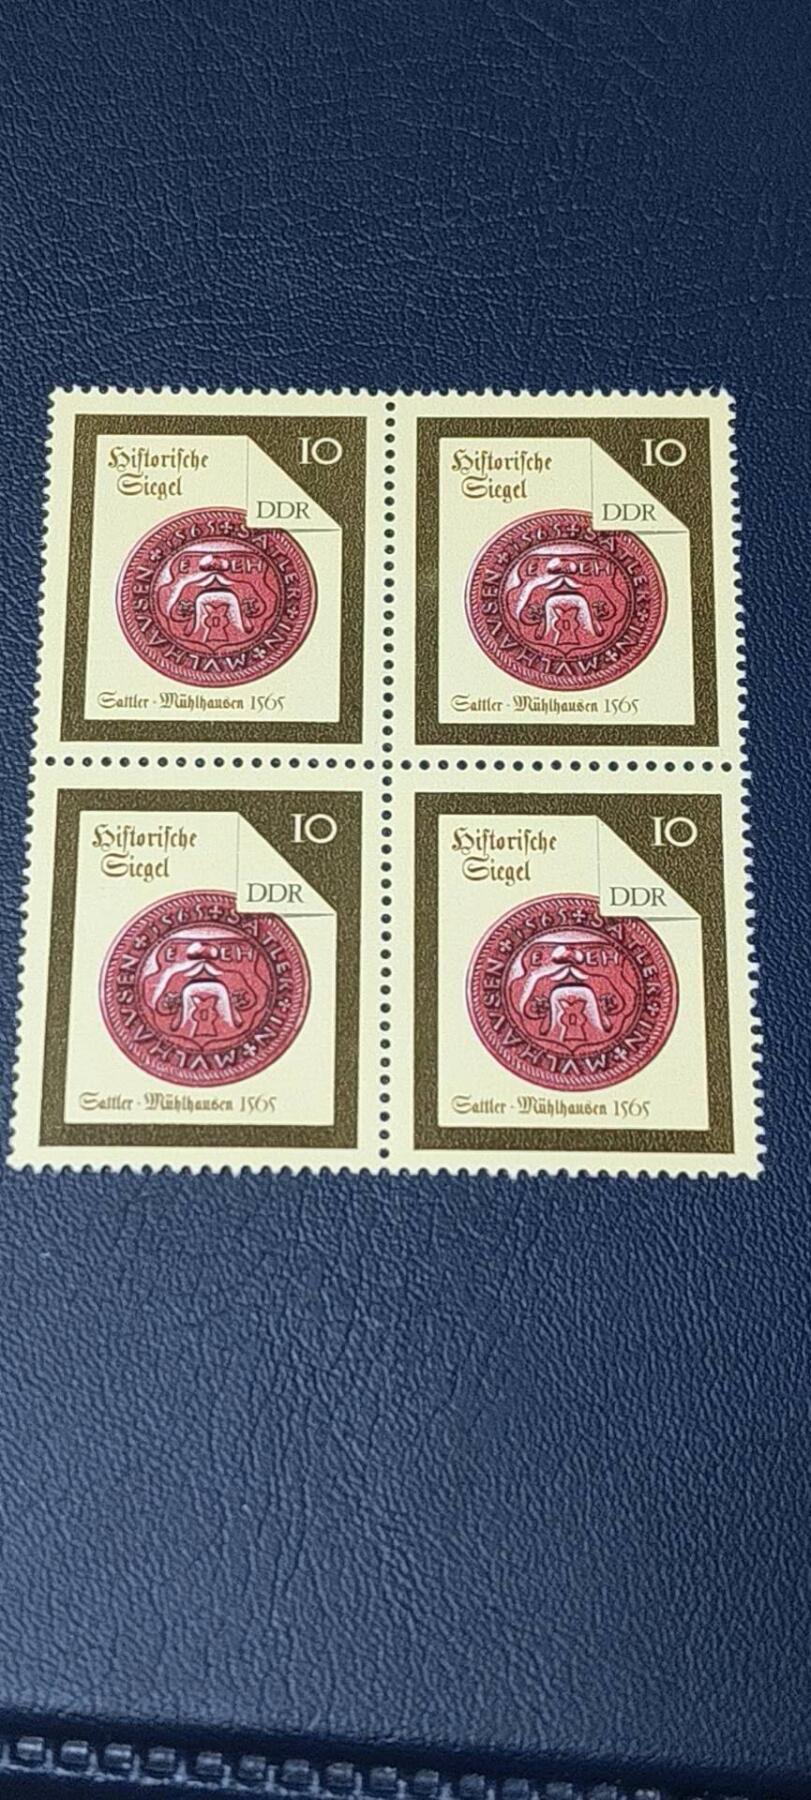 Historische
Siegel
10
DDR
1565 ✢ SATLER ✢ IN ✢ MVLHAVSEN ✢
E EH
Sattler · Mühlhausen 1565
Historische
Siegel
10
DDR
1565 ✢ SATLER ✢ IN ✢ MVLHAVSEN ✢
E EH
Sattler · Mühlhausen 1565
Historische
Siegel
10
DDR
1565 ✢ SATLER ✢ IN ✢ MVLHAVSEN ✢
E EH
Sattler · Mühlhausen 1565
Historische
Siegel
10
DDR
1565 ✢ SATLER ✢ IN ✢ MVLHAVSEN ✢
E EH
Sattler · Mühlhausen 1565